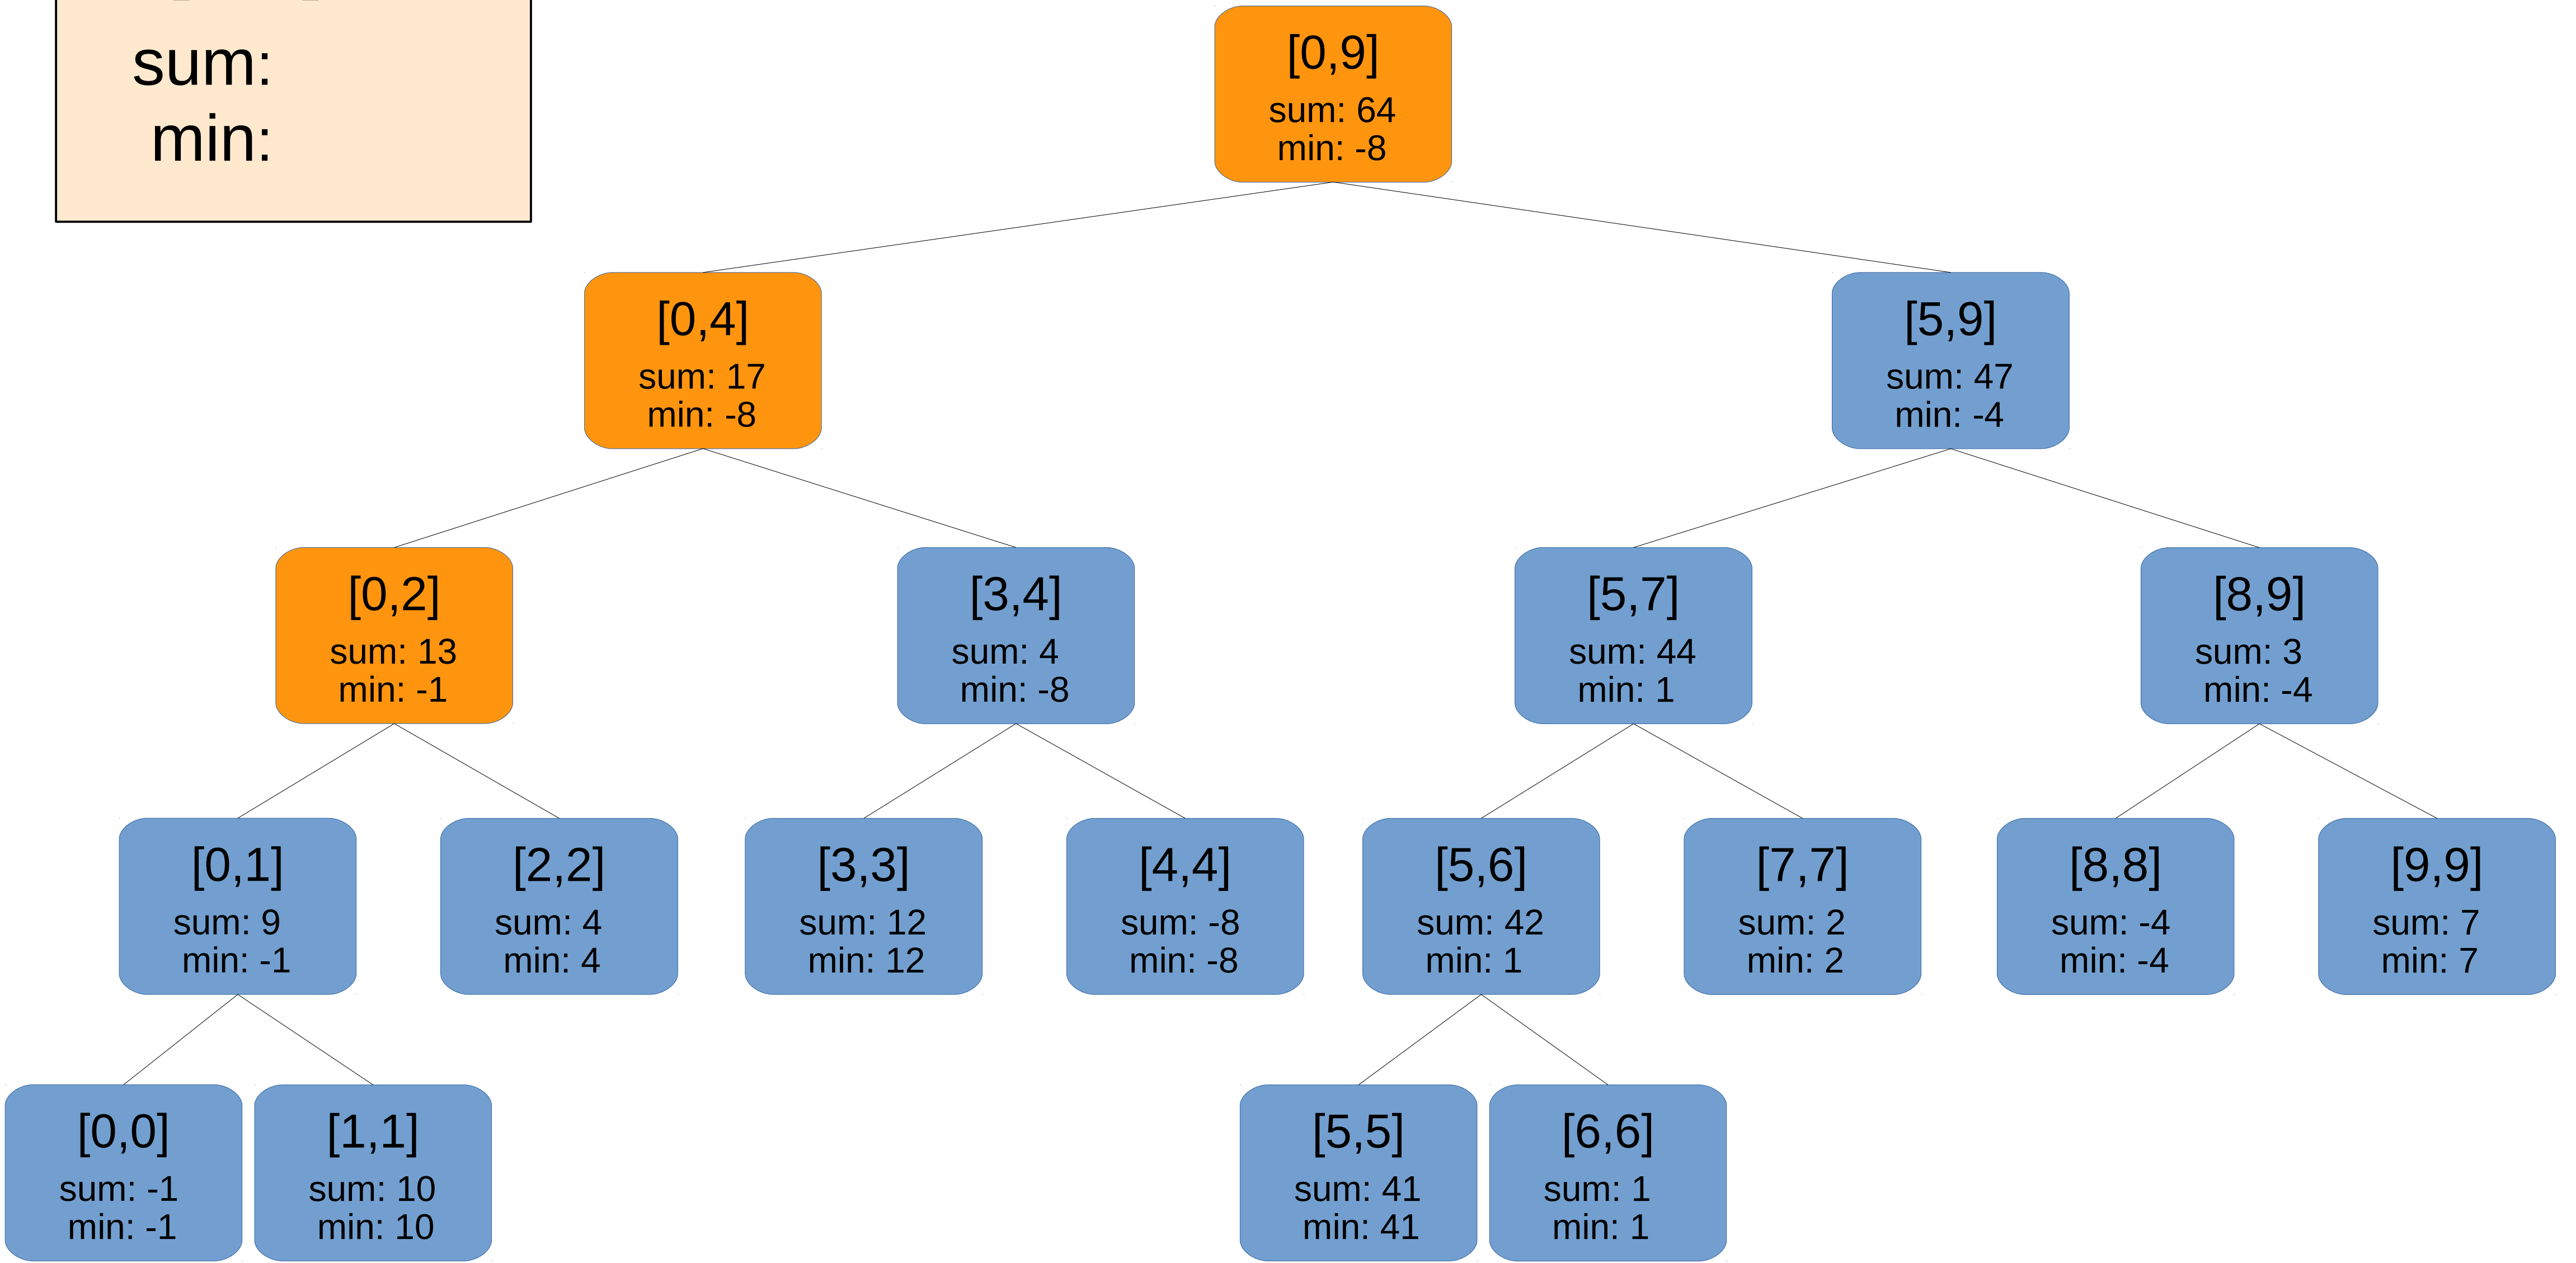 sum:
min:
[0,9]
sum: 64
min: -8
[0,4]
sum: 17
min: -8
[5,9]
sum: 47
min: -4
[0,2]
sum: 13
min: -1
[3,4]
sum: 4
min: -8
[5,7]
sum: 44
min: 1
[8,9]
sum: 3
min: -4
[0,1]
sum: 9
min: -1
[2,2]
sum: 4
min: 4
[3,3]
sum: 12
min: 12
[4,4]
sum: -8
min: -8
[5,6]
sum: 42
min: 1
[7,7]
sum: 2
min: 2
[8,8]
sum: -4
min: -4
[9,9]
sum: 7
min: 7
[0,0]
sum: -1
min: -1
[1,1]
sum: 10
min: 10
[5,5]
sum: 41
min: 41
[6,6]
sum: 1
min: 1